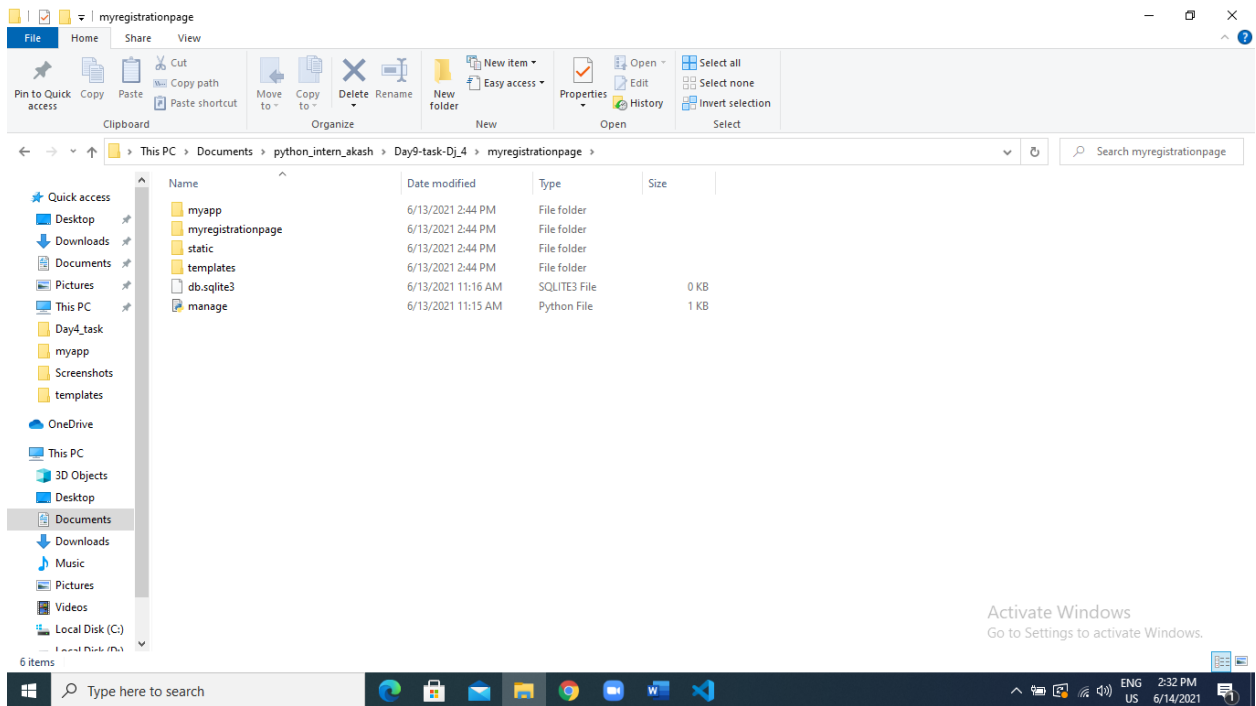 myregistrationpage
File Home Share View
Pin to Quick access
Copy
Paste
Cut
Copy path
Paste shortcut
Clipboard
Move to
Copy to
Delete
Rename
Organize
New folder
New item
Easy access
New
Properties
Open
Edit
History
Open
Select all
Select none
Invert selection
Select
This PC > Documents > python_intern_akash > Day9-task-Dj_4 > myregistrationpage >
Search myregistrationpage
Quick access
Desktop
Downloads
Documents
Pictures
This PC
Day4_task
myapp
Screenshots
templates
OneDrive
This PC
3D Objects
Desktop
Documents
Downloads
Music
Pictures
Videos
Local Disk (C:)
Local Disk (D:)
Name Date modified Type Size
myapp 6/13/2021 2:44 PM File folder
myregistrationpage 6/13/2021 2:44 PM File folder
static 6/13/2021 2:44 PM File folder
templates 6/13/2021 2:44 PM File folder
db.sqlite3 6/13/2021 11:16 AM SQLITE3 File 0 KB
manage 6/13/2021 11:15 AM Python File 1 KB
Activate Windows
Go to Settings to activate Windows.
6 items
Type here to search
ENG
US
2:32 PM
6/14/2021
1